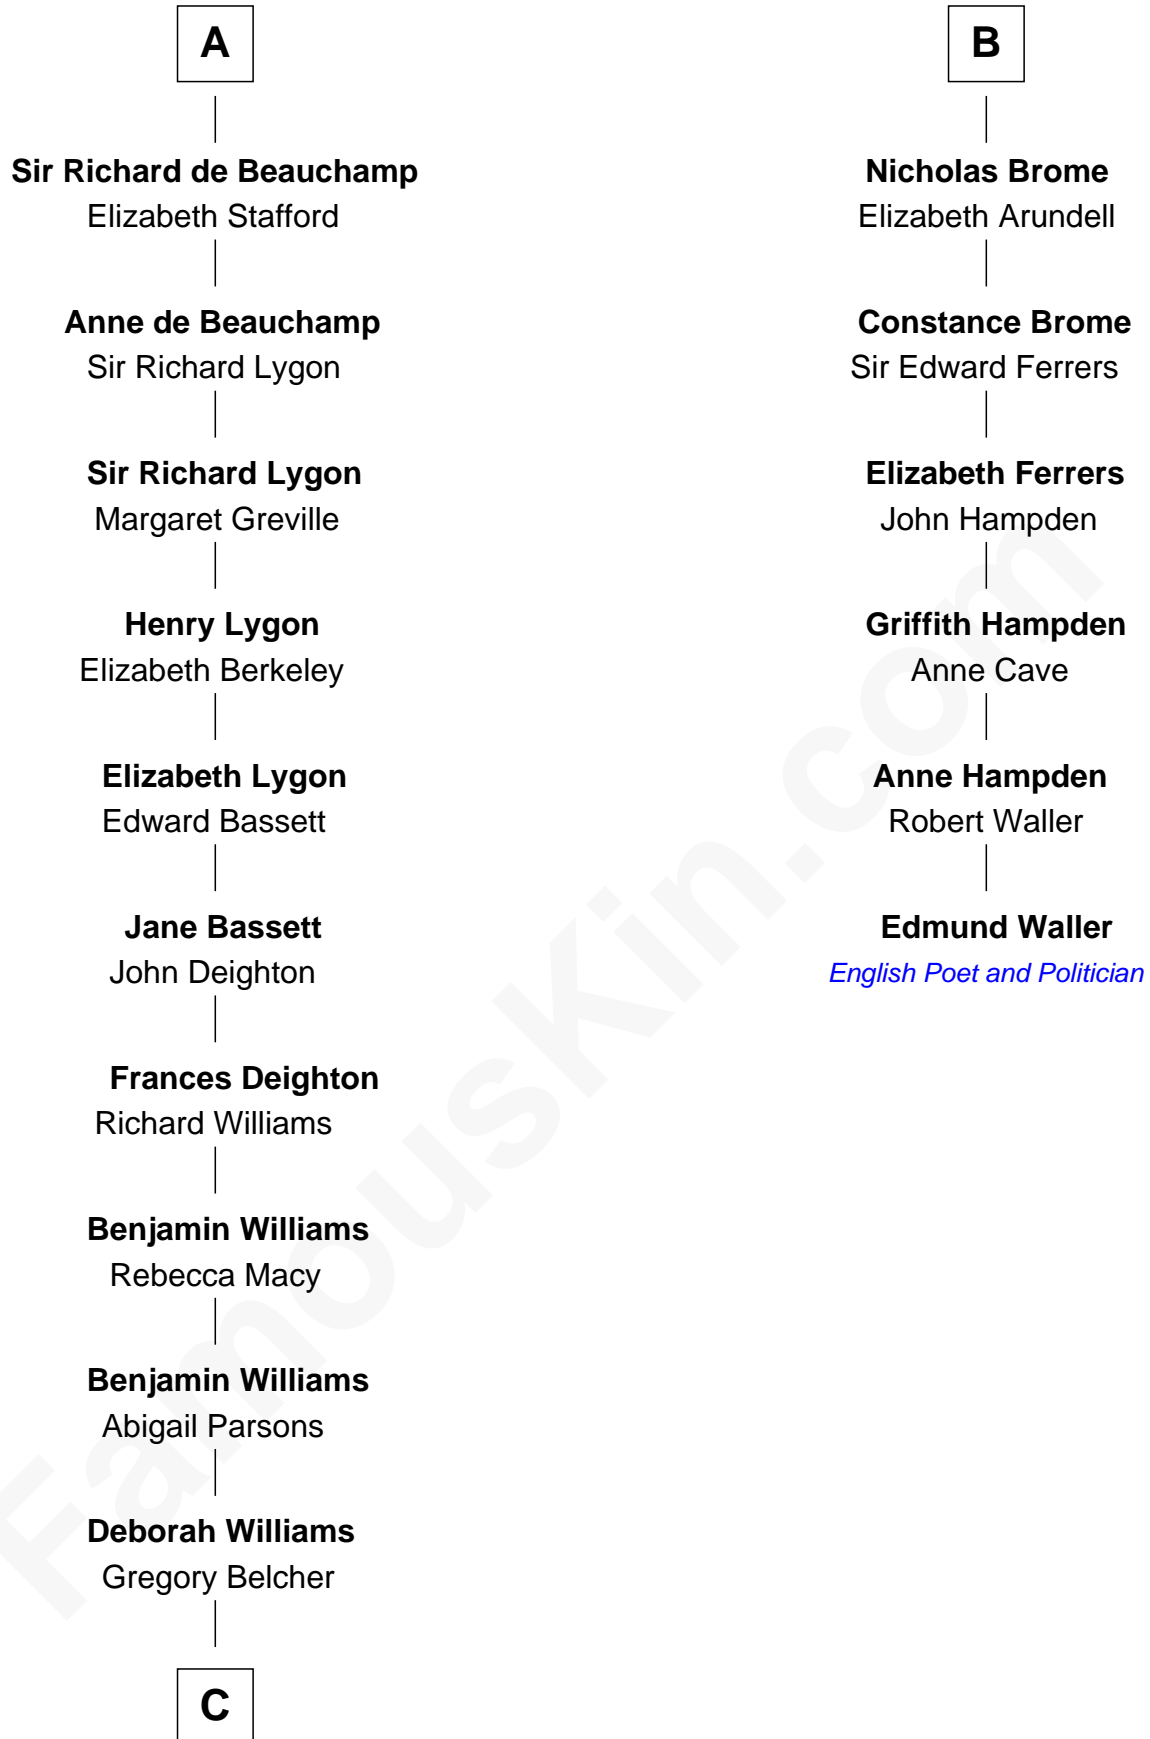 A
Sir Richard de Beauchamp
Elizabeth Stafford
Anne de Beauchamp
Sir Richard Lygon
Sir Richard Lygon
Margaret Greville
Henry Lygon
Elizabeth Berkeley
Elizabeth Lygon
Edward Bassett
Jane Bassett
John Deighton
Frances Deighton
Richard Williams
Benjamin Williams
Rebecca Macy
Benjamin Williams
Abigail Parsons
Deborah Williams
Gregory Belcher
C
B
Nicholas Brome
Elizabeth Arundell
Constance Brome
Sir Edward Ferrers
Elizabeth Ferrers
John Hampden
Griffith Hampden
Anne Cave
Anne Hampden
Robert Waller
Edmund Waller
English Poet and Politician
FamousKin.com